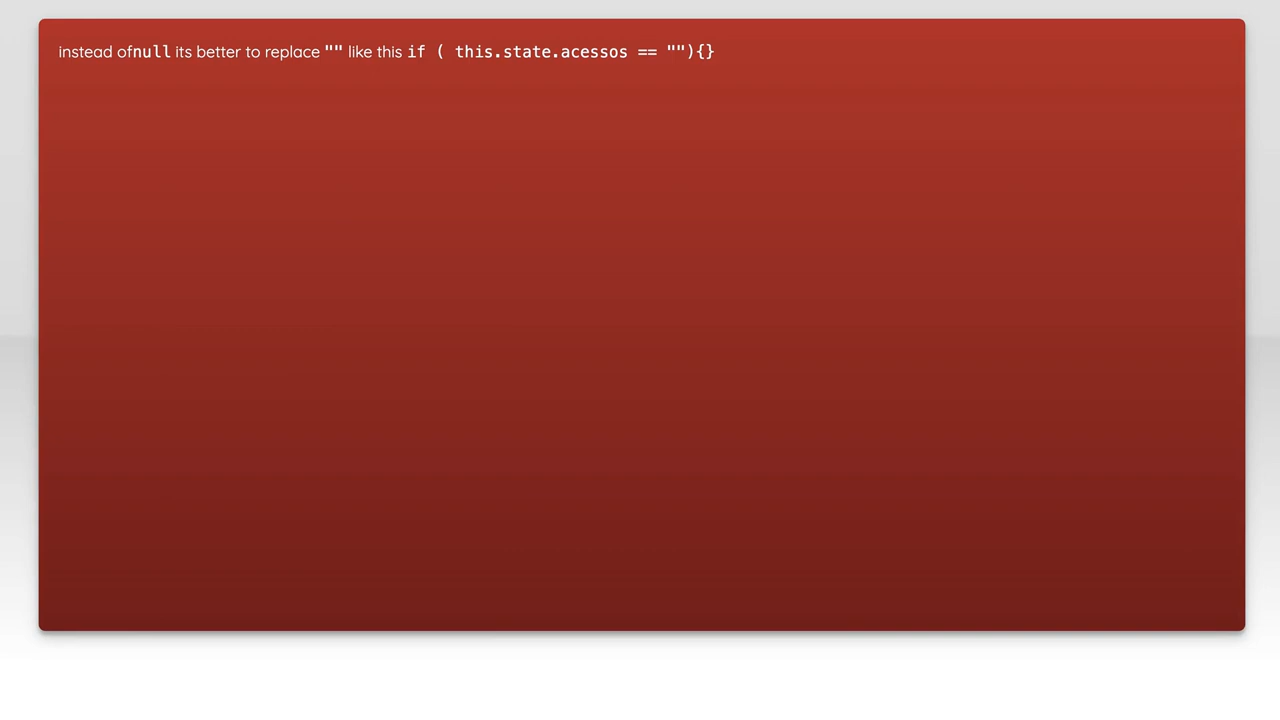 instead ofnull its better to replace "" like this if ( this.state.acessos == ""){}